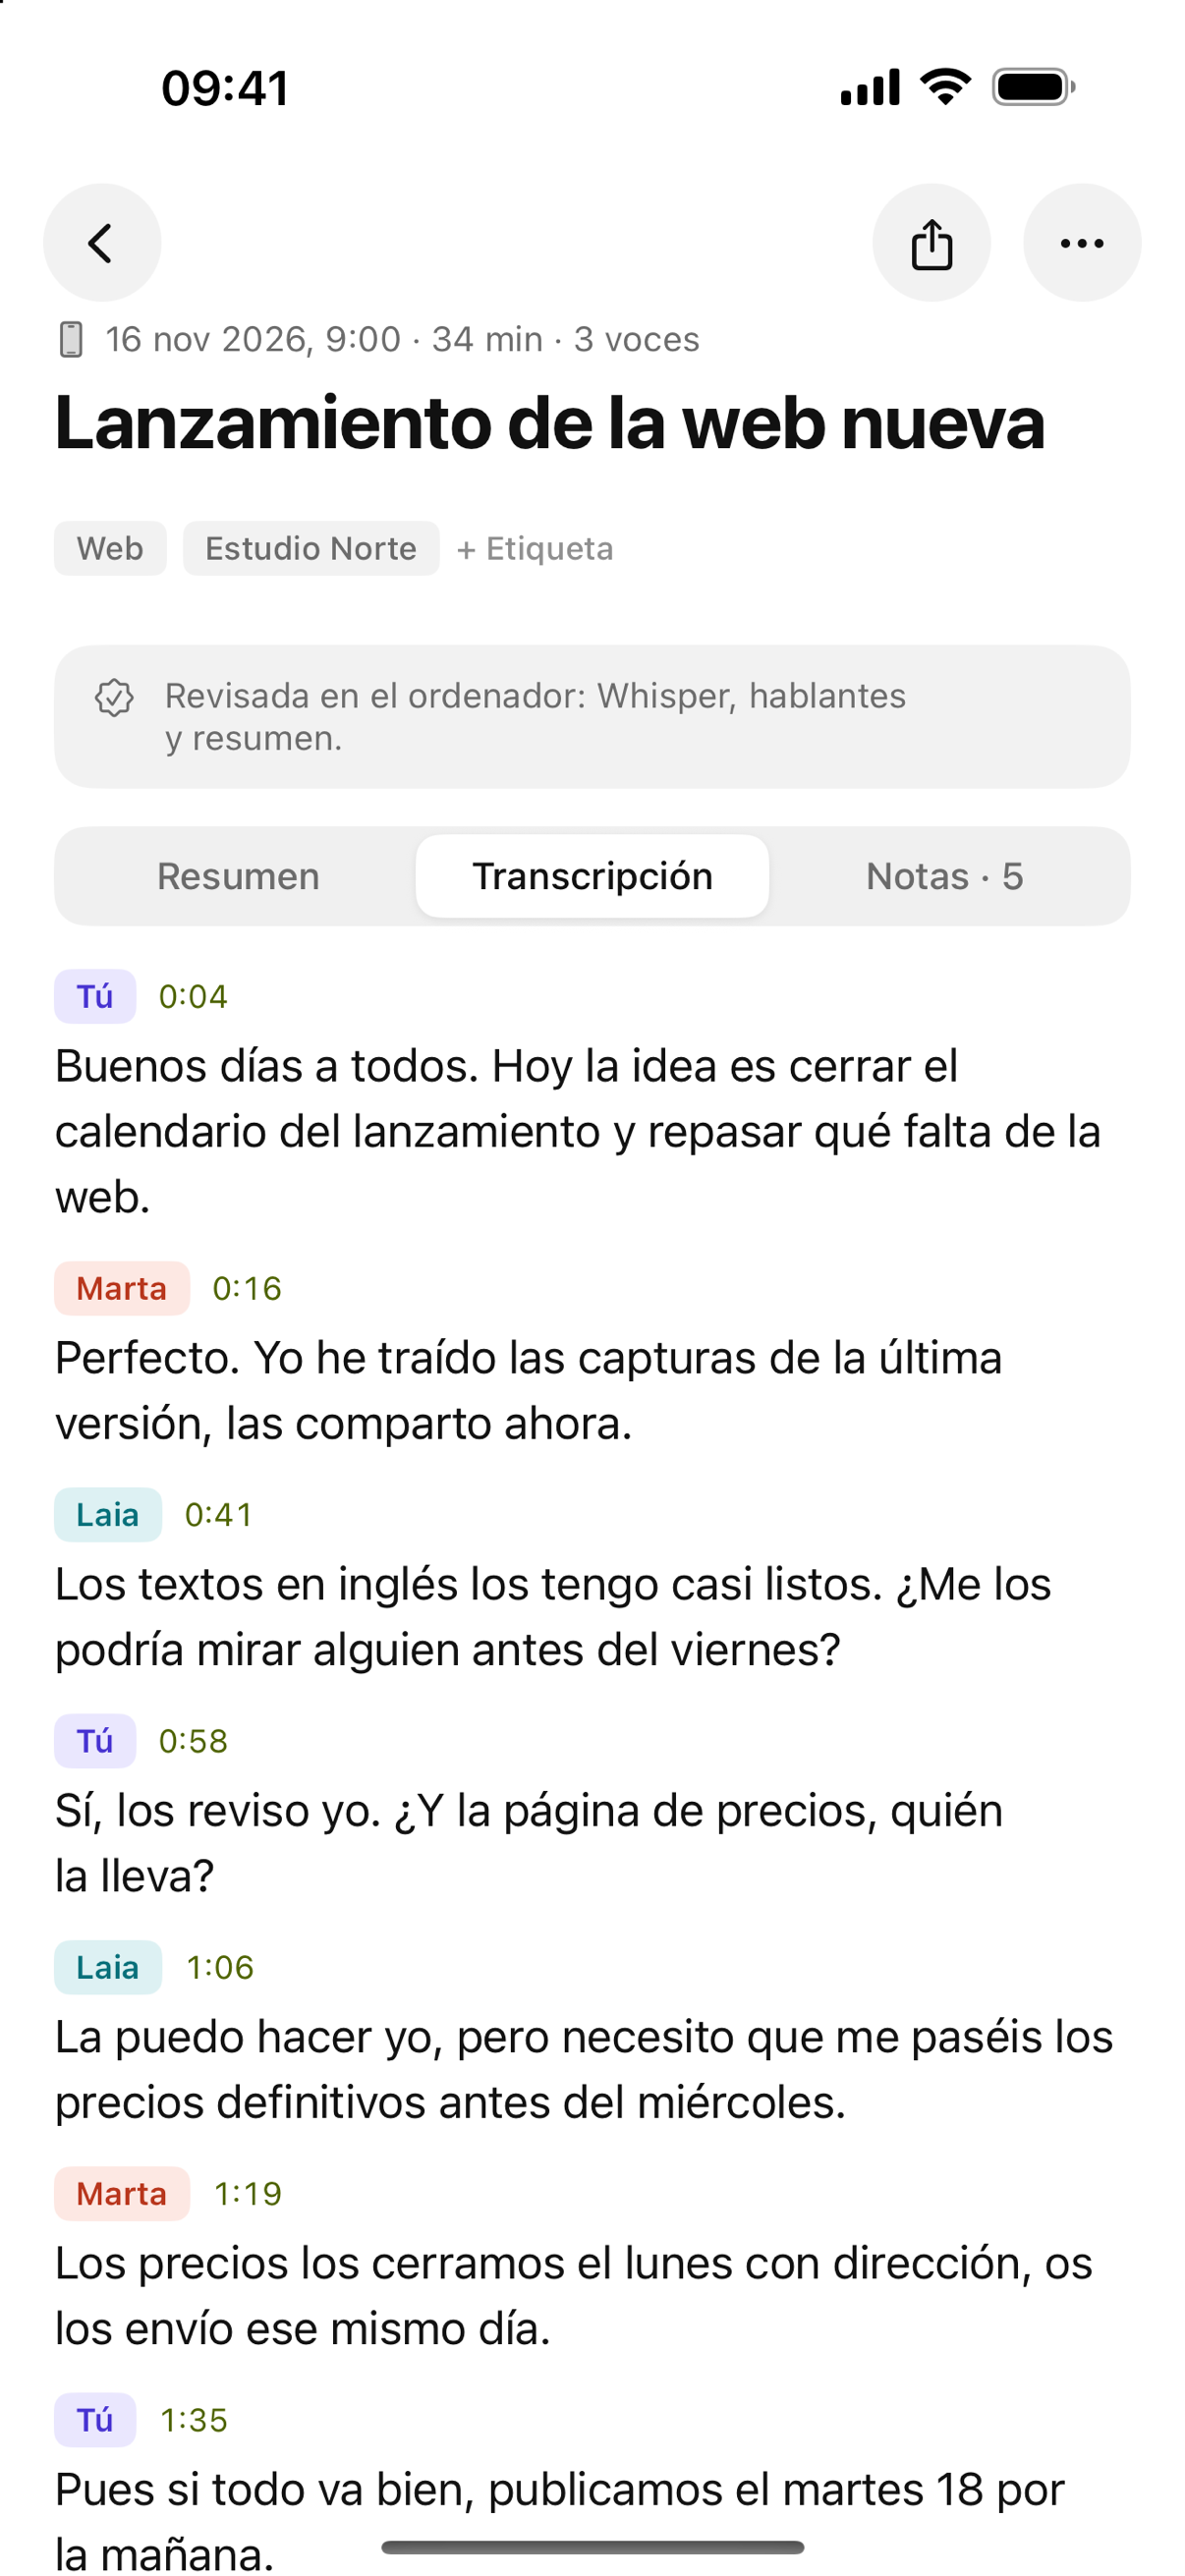 09:41
16 nov 2026, 9:00 · 34 min · 3 voces
Lanzamiento de la web nueva
Web Estudio Norte + Etiqueta
Revisada en el ordenador: Whisper, hablantes
y resumen.
Resumen Transcripción Notas · 5
Tú 0:04
Buenos días a todos. Hoy la idea es cerrar el
calendario del lanzamiento y repasar qué falta de la
web.
Marta 0:16
Perfecto. Yo he traído las capturas de la última
versión, las comparto ahora.
Laia 0:41
Los textos en inglés los tengo casi listos. ¿Me los
podría mirar alguien antes del viernes?
Tú 0:58
Sí, los reviso yo. ¿Y la página de precios, quién
la lleva?
Laia 1:06
La puedo hacer yo, pero necesito que me paséis los
precios definitivos antes del miércoles.
Marta 1:19
Los precios los cerramos el lunes con dirección, os
los envío ese mismo día.
Tú 1:35
Pues si todo va bien, publicamos el martes 18 por
la mañana.